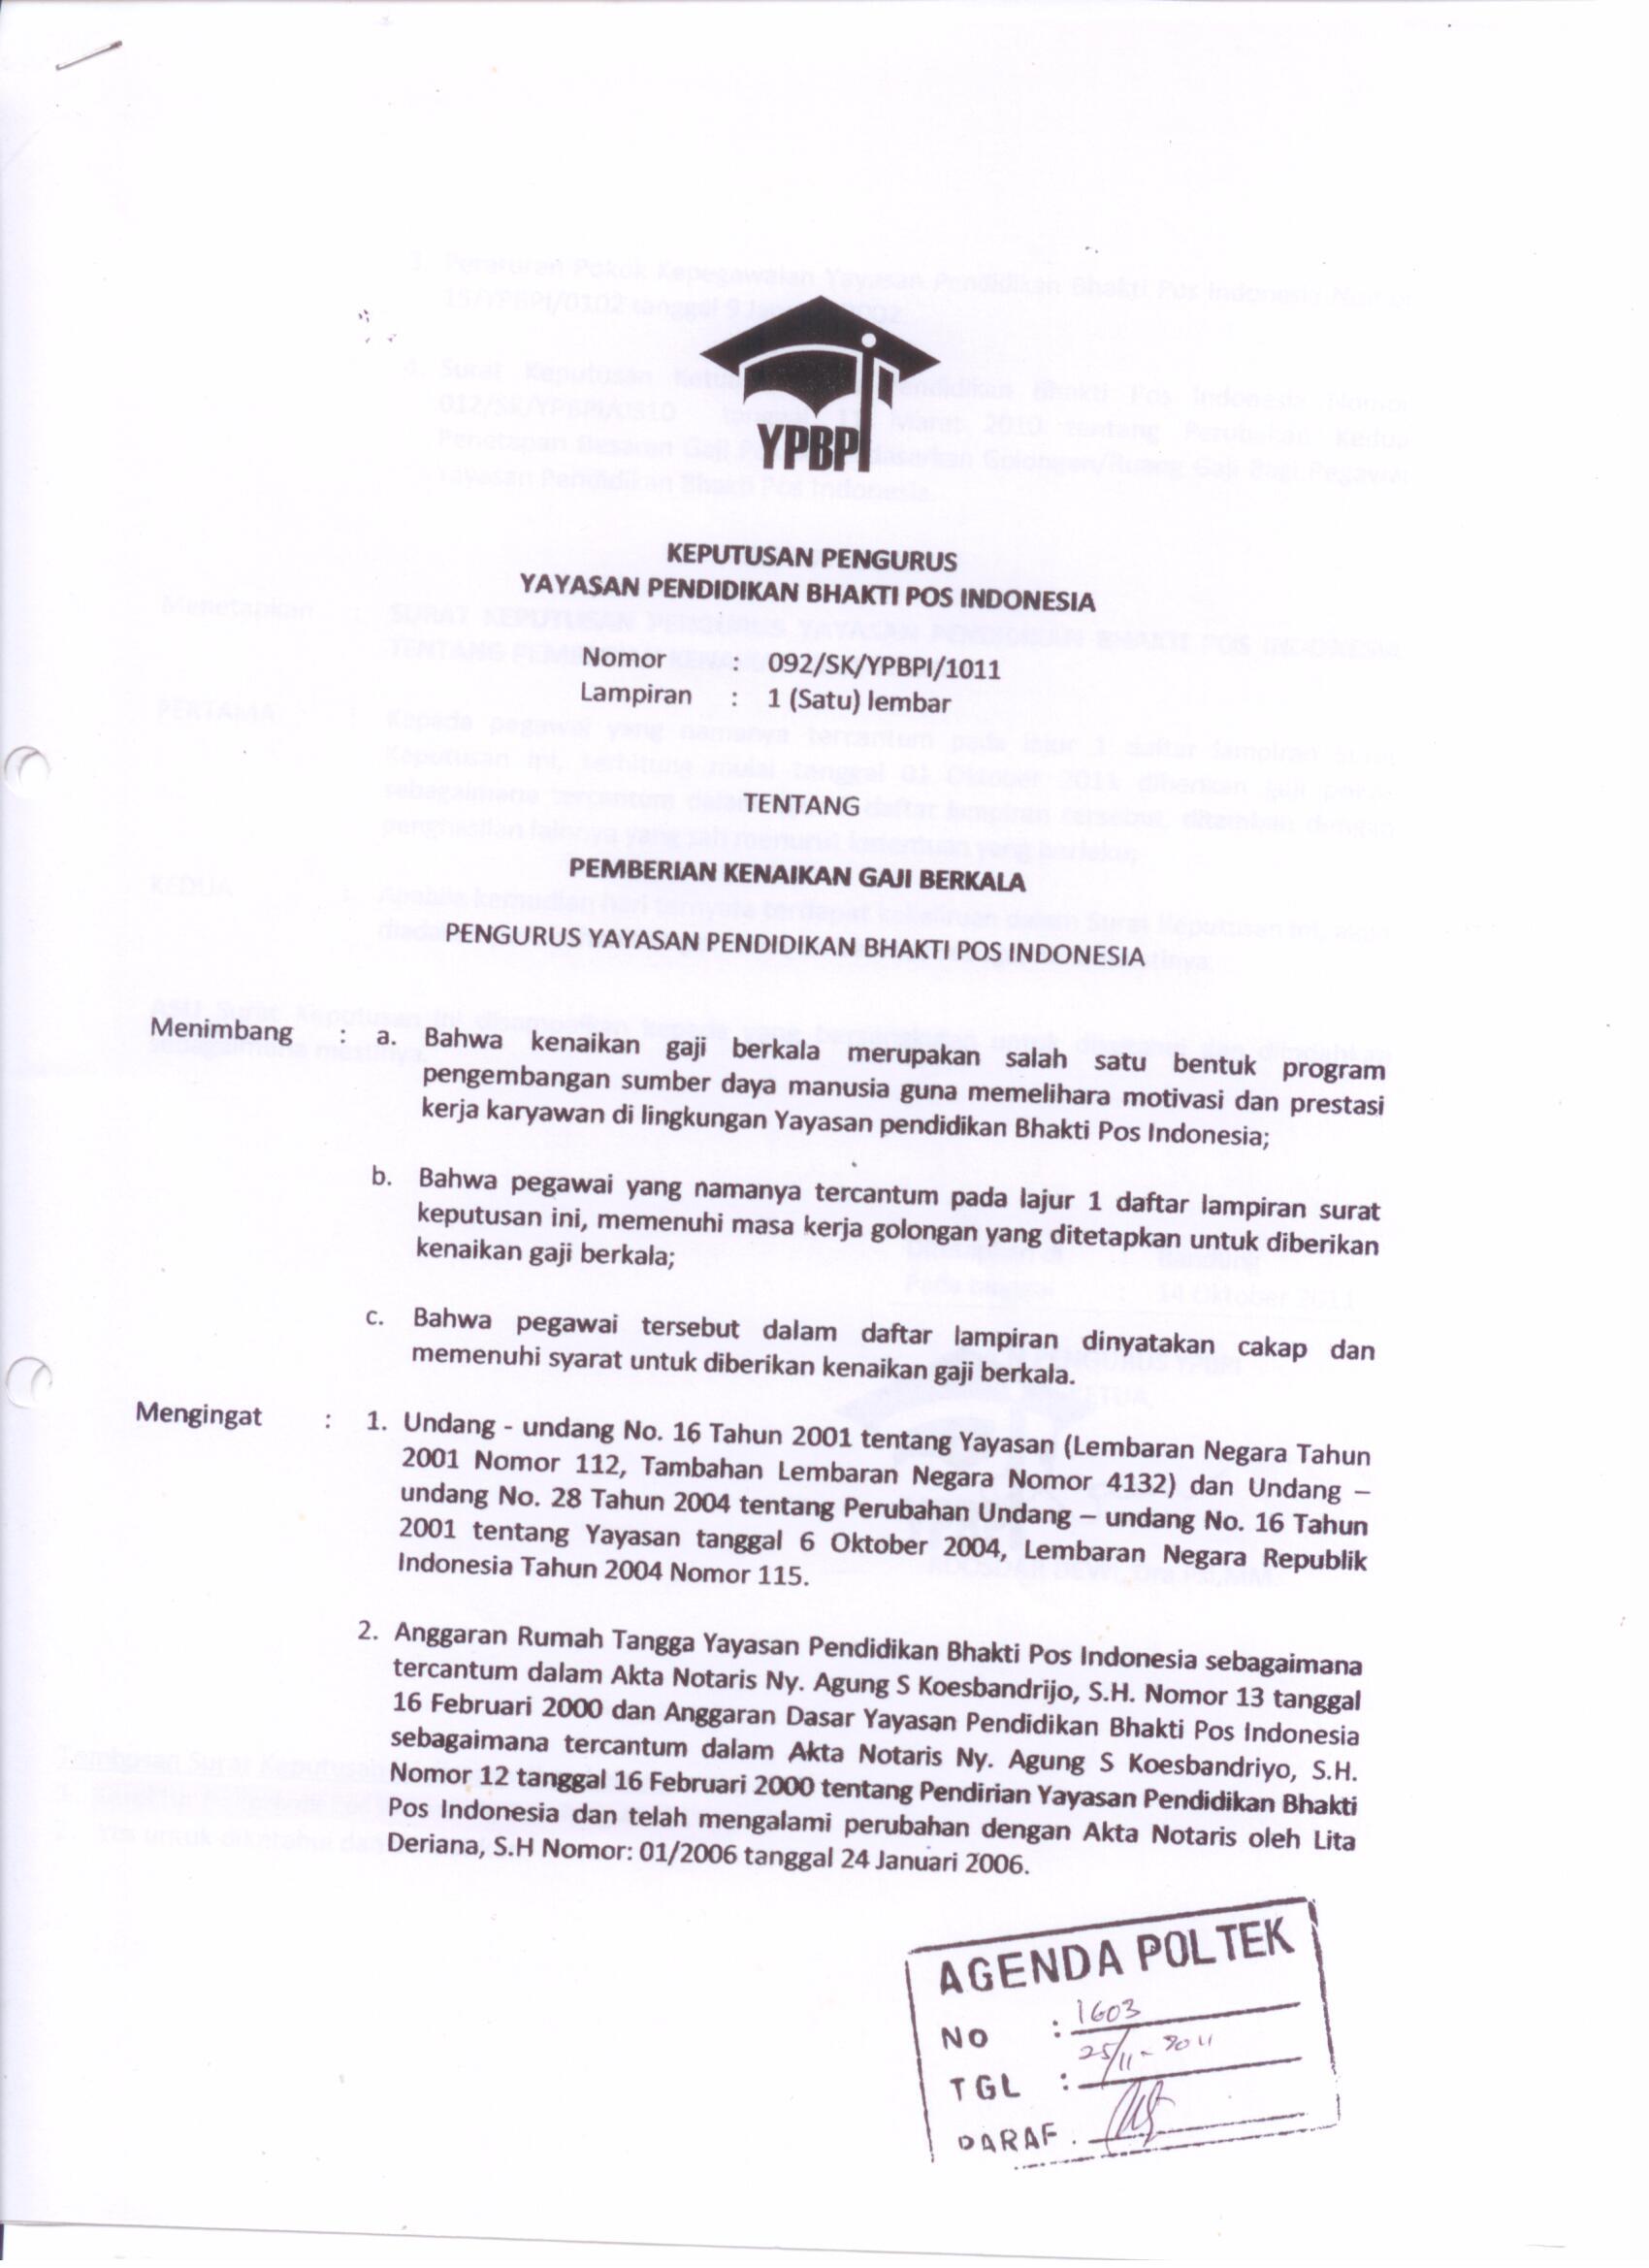 YPBPI
KEPUTUSAN PENGURUS
YAYASAN PENDIDIKAN BHAKTI POS INDONESIA
Nomor : 092/SK/YPBPI/1011
Lampiran : 1 (Satu) lembar
TENTANG
PEMBERIAN KENAIKAN GAJI BERKALA
PENGURUS YAYASAN PENDIDIKAN BHAKTI POS INDONESIA
Menimbang : a. Bahwa kenaikan gaji berkala merupakan salah satu bentuk program
pengembangan sumber daya manusia guna memelihara motivasi dan prestasi
kerja karyawan di lingkungan Yayasan pendidikan Bhakti Pos Indonesia;
b. Bahwa pegawai yang namanya tercantum pada lajur 1 daftar lampiran surat
keputusan ini, memenuhi masa kerja golongan yang ditetapkan untuk diberikan
kenaikan gaji berkala;
c. Bahwa pegawai tersebut dalam daftar lampiran dinyatakan cakap dan
memenuhi syarat untuk diberikan kenaikan gaji berkala.
Mengingat : 1. Undang - undang No. 16 Tahun 2001 tentang Yayasan (Lembaran Negara Tahun
2001 Nomor 112, Tambahan Lembaran Negara Nomor 4132) dan Undang –
undang No. 28 Tahun 2004 tentang Perubahan Undang – undang No. 16 Tahun
2001 tentang Yayasan tanggal 6 Oktober 2004, Lembaran Negara Republik
Indonesia Tahun 2004 Nomor 115.
2. Anggaran Rumah Tangga Yayasan Pendidikan Bhakti Pos Indonesia sebagaimana
tercantum dalam Akta Notaris Ny. Agung S Koesbandrijo, S.H. Nomor 13 tanggal
16 Februari 2000 dan Anggaran Dasar Yayasan Pendidikan Bhakti Pos Indonesia
sebagaimana tercantum dalam Akta Notaris Ny. Agung S Koesbandriyo, S.H.
Nomor 12 tanggal 16 Februari 2000 tentang Pendirian Yayasan Pendidikan Bhakti
Pos Indonesia dan telah mengalami perubahan dengan Akta Notaris oleh Lita
Deriana, S.H Nomor: 01/2006 tanggal 24 Januari 2006.
AGENDA POLTEK
NO : 1603
TGL : 25/11-2011
PARAF :